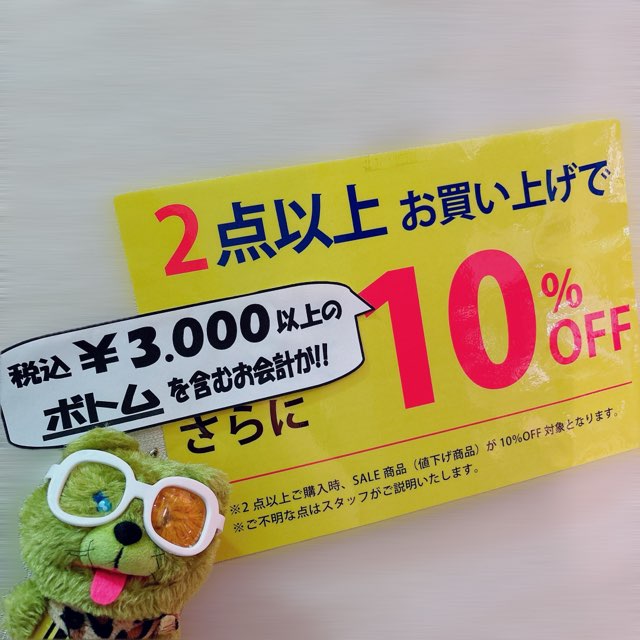 2点以上お買い上げで
税込¥3.000以上の
ボトムを含むお会計が!!
さらに
10%OFF
※2点以上ご購入時、SALE商品（値下げ商品）が10%OFF対象となります。
※ご不明な点はスタッフがご説明いたします。